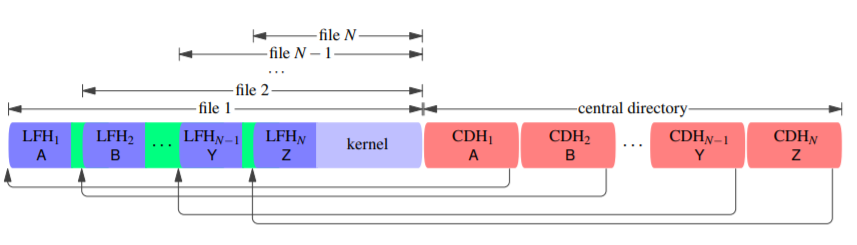 file N
file N − 1
...
file 2
file 1
central directory
LFH1 LFH2 ... LFHN−1 LFHN kernel CDH1 CDH2 ... CDHN−1 CDHN
A B Y Z A B Y Z